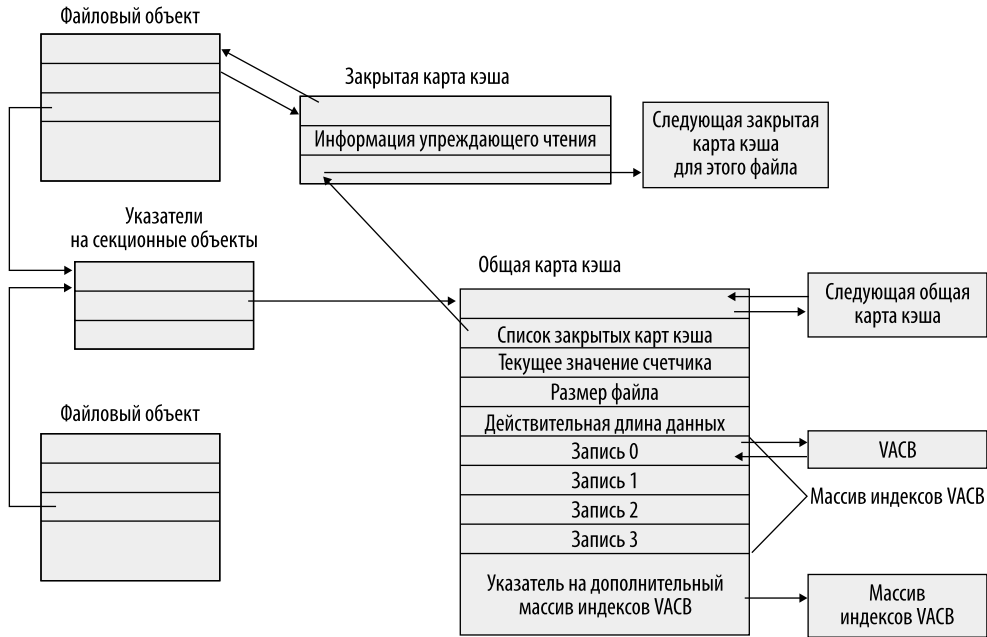 Файловый объект
Закрытая карта кэша
Информация упреждающего чтения
Следующая закрытая
карта кэша
для этого файла
Указатели
на секционные объекты
Общая карта кэша
Следующая общая
карта кэша
Список закрытых карт кэша
Текущее значение счетчика
Размер файла
Файловый объект
Действительная длина данных
Запись 0
VACB
Запись 1
Массив индексов VACB
Запись 2
Запись 3
Указатель на дополнительный
массив индексов VACB
Массив
индексов VACB